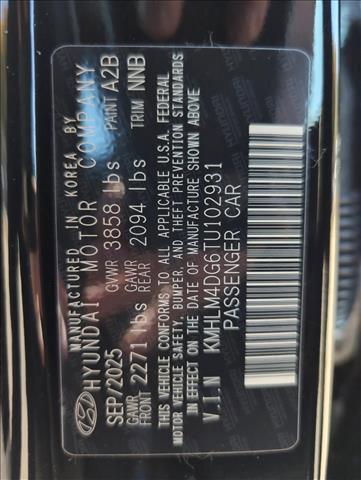 MANUFACTURED IN KOREA BY
HYUNDAI MOTOR COMPANY
SEP/2025 GVWR 3858 lbs PAINT A2B
GAWR FRONT 2271 lbs GAWR REAR 2094 lbs TRIM NNB
THIS VEHICLE CONFORMS TO ALL APPLICABLE U.S.A. FEDERAL
MOTOR VEHICLE SAFETY, BUMPER, AND THEFT PREVENTION STANDARDS
IN EFFECT ON THE DATE OF MANUFACTURE SHOWN ABOVE
V.I.N KMHLM4DG6TU102931
PASSENGER CAR